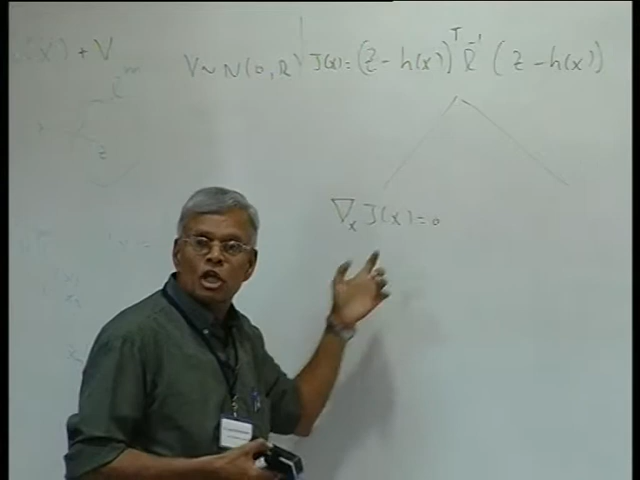 + V
V ~ N(0, R) J(x) = (z - h(x))ᵀ R⁻¹ (z - h(x))
∇ₓ J(x) = 0